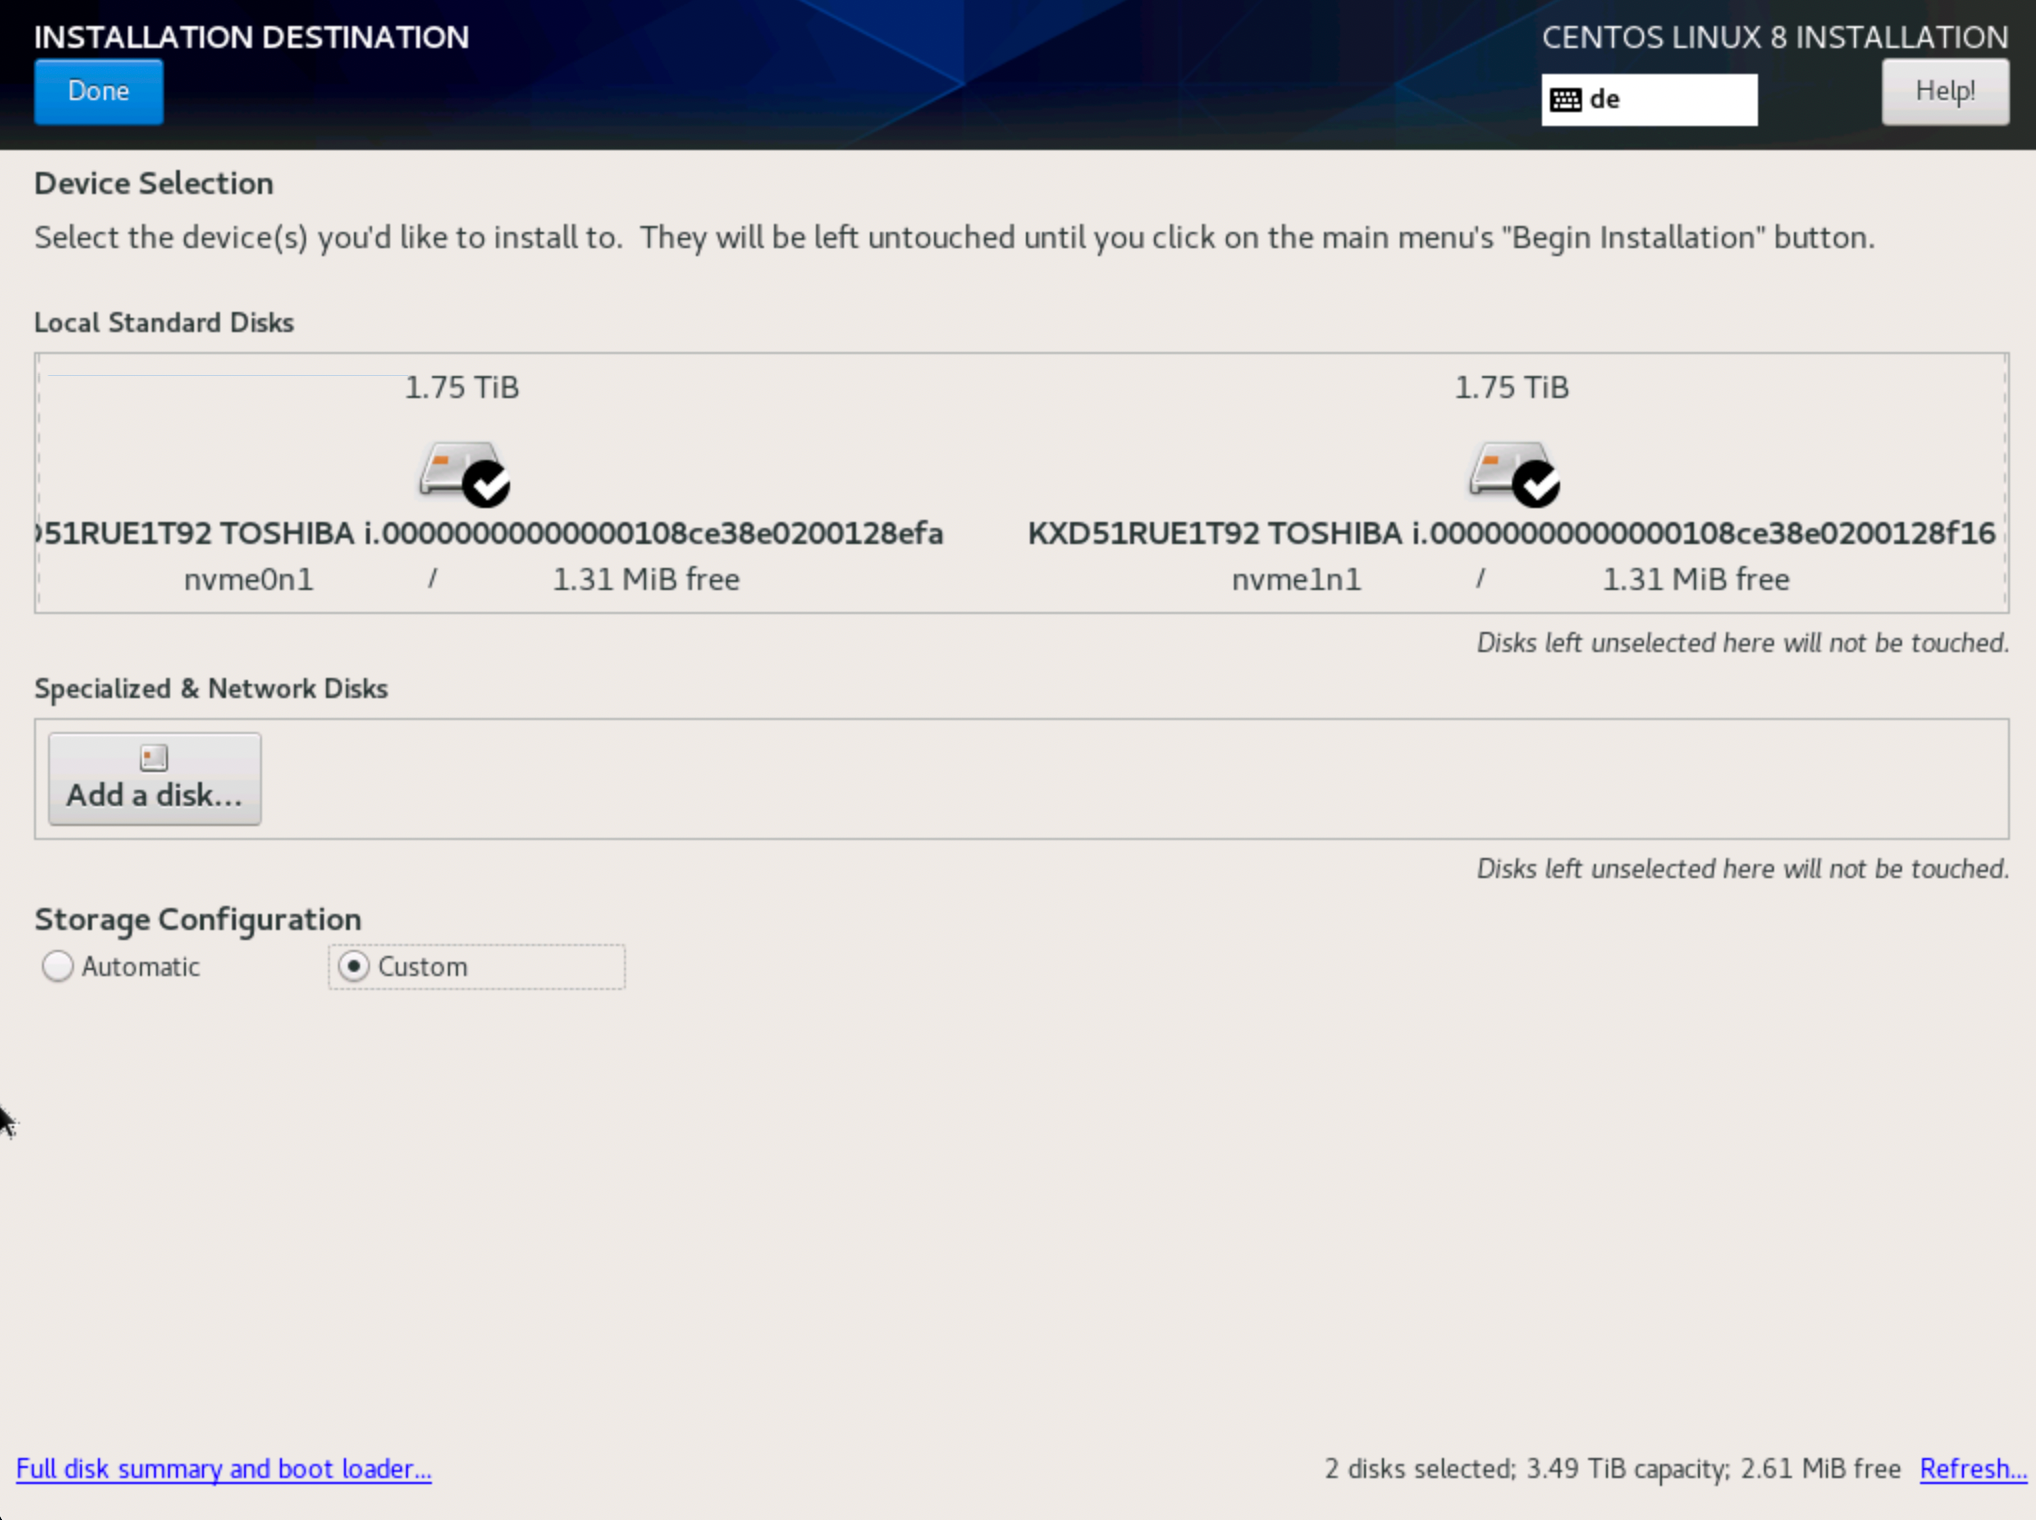 INSTALLATION DESTINATION
CENTOS LINUX 8 INSTALLATION
Done
de
Help!
Device Selection
Select the device(s) you'd like to install to. They will be left untouched until you click on the main menu's "Begin Installation" button.
Local Standard Disks
1.75 TiB
1.75 TiB
51RUE1T92 TOSHIBA i.00000000000000108ce38e0200128efa
KXD51RUE1T92 TOSHIBA i.00000000000000108ce38e0200128f16
nvme0n1 / 1.31 MiB free
nvme1n1 / 1.31 MiB free
Disks left unselected here will not be touched.
Specialized & Network Disks
Add a disk...
Disks left unselected here will not be touched.
Storage Configuration
Automatic
Custom
Full disk summary and boot loader...
2 disks selected; 3.49 TiB capacity; 2.61 MiB free Refresh...